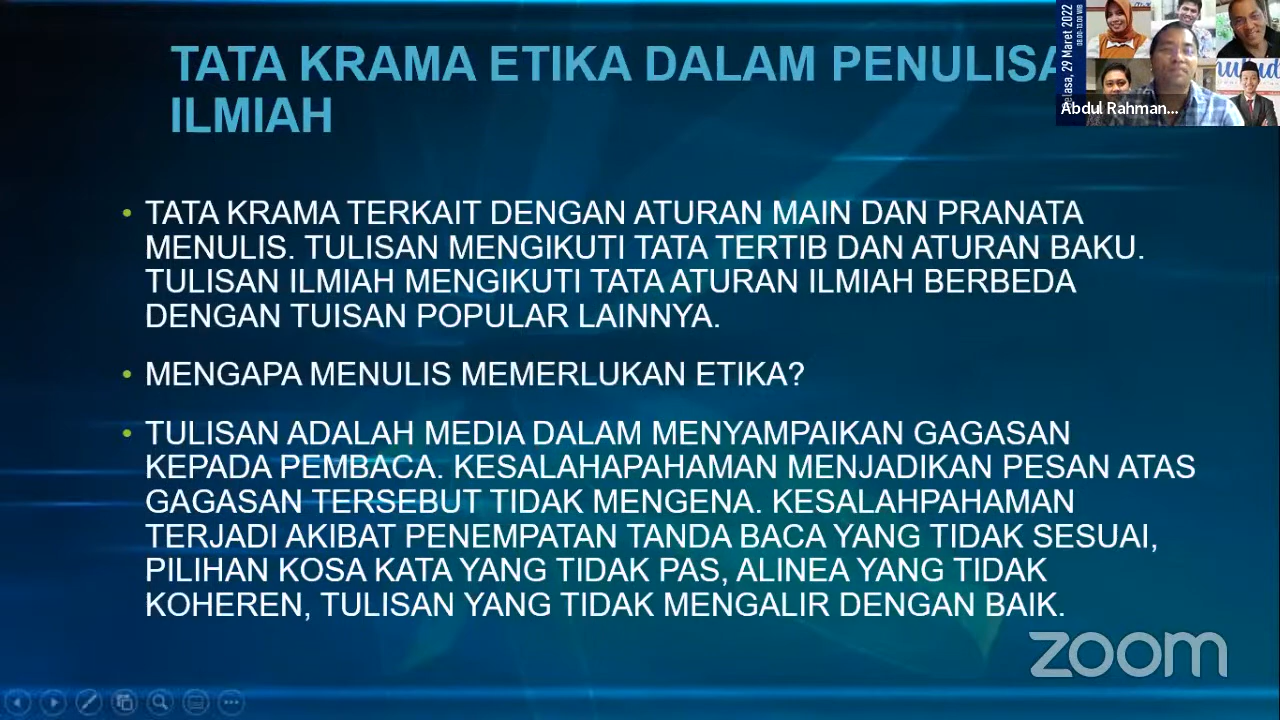 TATA KRAMA ETIKA DALAM PENULISA
ILMIAH
• TATA KRAMA TERKAIT DENGAN ATURAN MAIN DAN PRANATA
MENULIS. TULISAN MENGIKUTI TATA TERTIB DAN ATURAN BAKU.
TULISAN ILMIAH MENGIKUTI TATA ATURAN ILMIAH BERBEDA
DENGAN TUISAN POPULAR LAINNYA.
• MENGAPA MENULIS MEMERLUKAN ETIKA?
• TULISAN ADALAH MEDIA DALAM MENYAMPAIKAN GAGASAN
KEPADA PEMBACA. KESALAHAPAHAMAN MENJADIKAN PESAN ATAS
GAGASAN TERSEBUT TIDAK MENGENA. KESALAHPAHAMAN
TERJADI AKIBAT PENEMPATAN TANDA BACA YANG TIDAK SESUAI,
PILIHAN KOSA KATA YANG TIDAK PAS, ALINEA YANG TIDAK
KOHEREN, TULISAN YANG TIDAK MENGALIR DENGAN BAIK.
Selasa, 29 Maret 2022
Abdul Rahman...
zoom